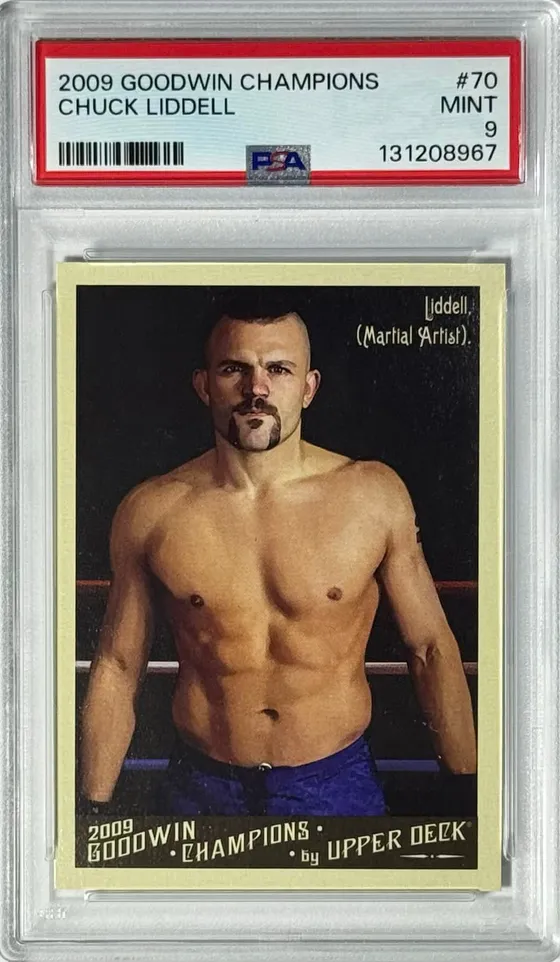 2009 GOODWIN CHAMPIONS #70
CHUCK LIDDELL MINT
9
PSA 131208967
Liddell.
(Martial Artist).
2009
GOODWIN
• CHAMPIONS •
• by UPPER DECK®